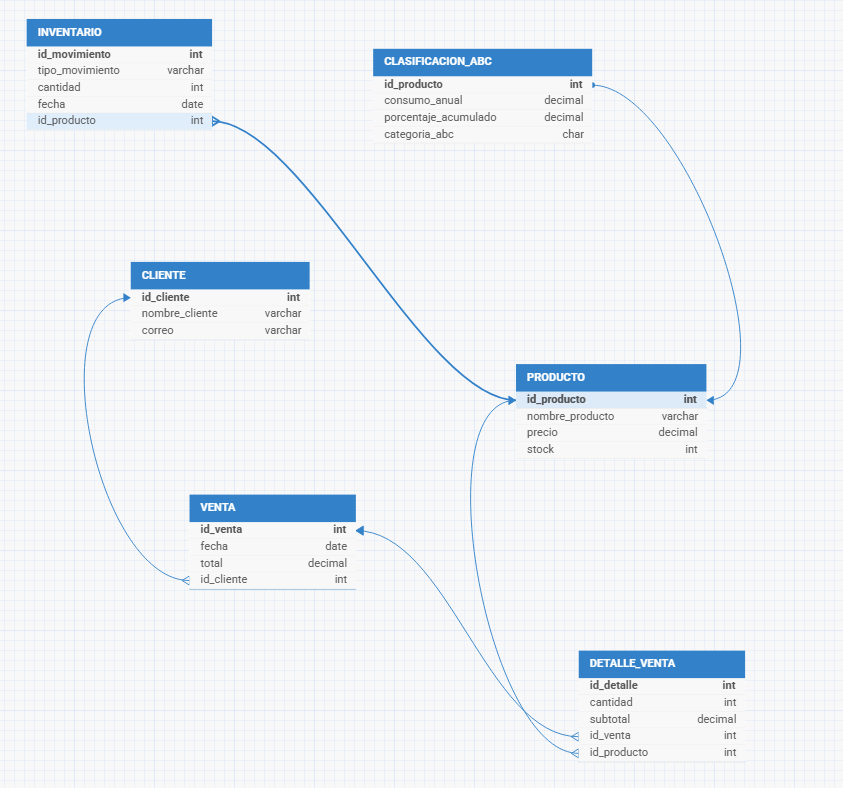 INVENTARIO
id_movimiento int
tipo_movimiento varchar
cantidad int
fecha date
id_producto int
CLASIFICACION_ABC
id_producto int
consumo_anual decimal
porcentaje_acumulado decimal
categoria_abc char
CLIENTE
id_cliente int
nombre_cliente varchar
correo varchar
PRODUCTO
id_producto int
nombre_producto varchar
precio decimal
stock int
VENTA
id_venta int
fecha date
total decimal
id_cliente int
DETALLE_VENTA
id_detalle int
cantidad int
subtotal decimal
id_venta int
id_producto int